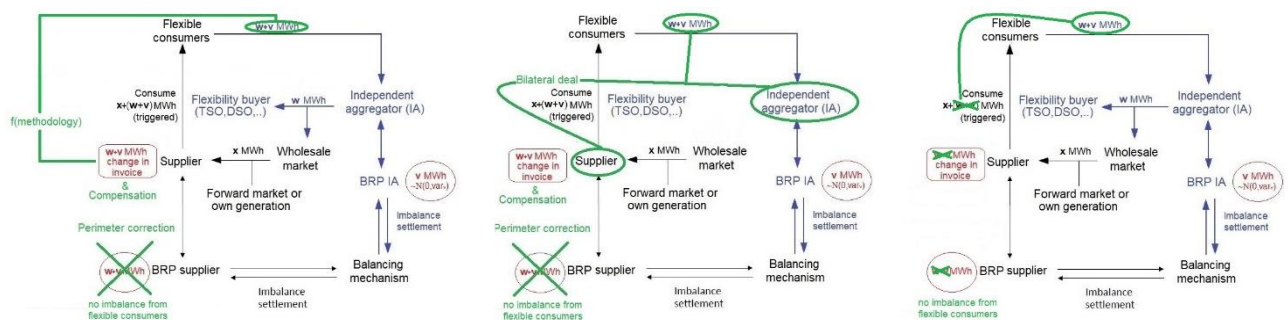 Flexible
consumers
w+v MWh
f(methodology)
Consume
x+(w+v)MWh
(triggered)
w MWh
Flexibility buyer
(TSO,DSO,..)
Independent
aggregator (IA)
w+v MWh
change in
invoice
Supplier
x MWh
Wholesale
market
&
Compensation
Forward market or
own generation
BRP IA
v MWh
~N(0,varᵥ)
Perimeter correction
Imbalance
settlement
w+v MWh
BRP supplier
Balancing
mechanism
no imbalance from
flexible consumers
Imbalance
settlement
Flexible
consumers
w+v MWh
Bilateral deal
Consume
x+(w+v)MWh
(triggered)
w MWh
Flexibility buyer
(TSO,DSO,..)
Independent
aggregator (IA)
w+v MWh
change in
invoice
Supplier
x MWh
Wholesale
market
&
Compensation
Forward market or
own generation
BRP IA
v MWh
~N(0,varᵥ)
Perimeter correction
Imbalance
settlement
w+v MWh
BRP supplier
Balancing
mechanism
no imbalance from
flexible consumers
Imbalance
settlement
Flexible
consumers
w+v MWh
Consume
MWh
(triggered)
w MWh
Flexibility buyer
(TSO,DSO,..)
Independent
aggregator (IA)
MWh
change in
invoice
Supplier
x MWh
Wholesale
market
Forward market or
own generation
BRP IA
v MWh
~N(0,varᵥ)
Imbalance
settlement
MWh
BRP supplier
Balancing
mechanism
no imbalance from
flexible consumers
Imbalance
settlement